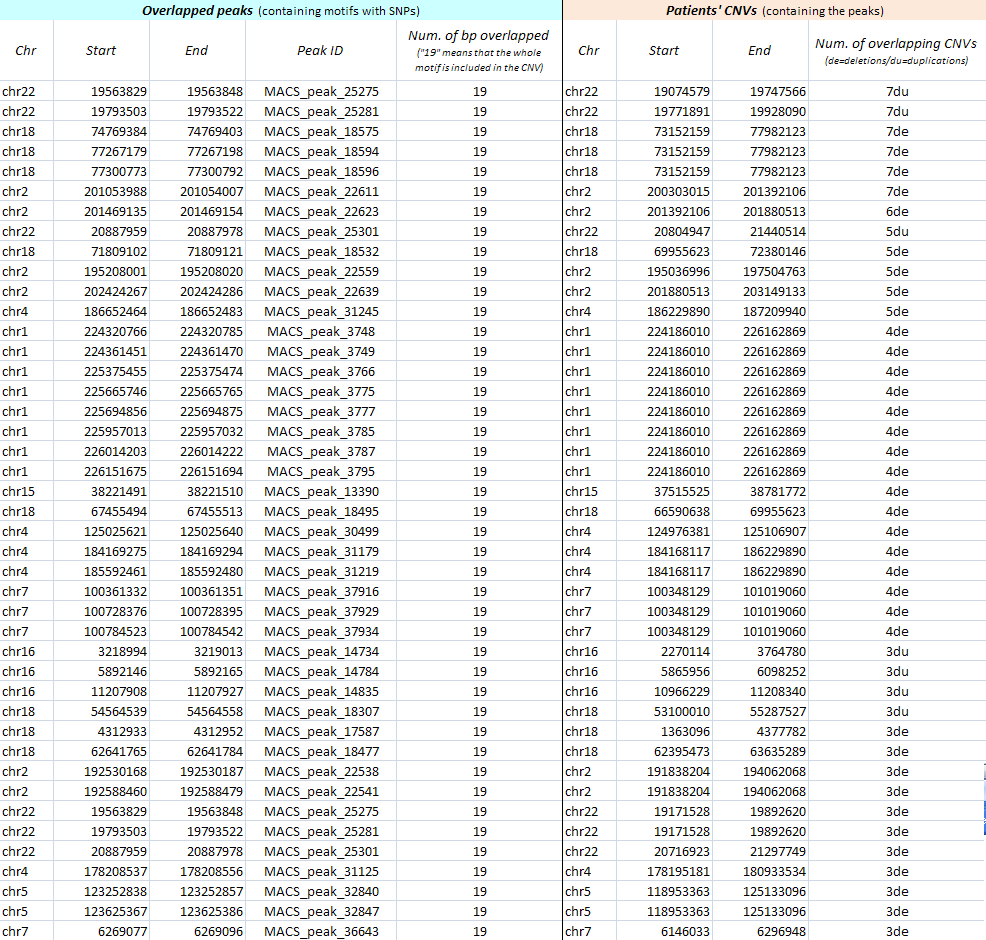 Overlapped peaks (containing motifs with SNPs) Patients' CNVs (containing the peaks)
Chr Start End Peak ID Num. of bp overlapped ("19" means that the whole motif is included in the CNV) Chr Start End Num. of overlapping CNVs (de=deletions/du=duplications)
chr22 19563829 19563848 MACS_peak_25275 19 chr22 19074579 19747566 7du
chr22 19793503 19793522 MACS_peak_25281 19 chr22 19771891 19928090 7du
chr18 74769384 74769403 MACS_peak_18575 19 chr18 73152159 77982123 7de
chr18 77267179 77267198 MACS_peak_18594 19 chr18 73152159 77982123 7de
chr18 77300773 77300792 MACS_peak_18596 19 chr18 73152159 77982123 7de
chr2 201053988 201054007 MACS_peak_22611 19 chr2 200303015 201392106 7de
chr2 201469135 201469154 MACS_peak_22623 19 chr2 201392106 201880513 6de
chr22 20887959 20887978 MACS_peak_25301 19 chr22 20804947 21440514 5du
chr18 71809102 71809121 MACS_peak_18532 19 chr18 69955623 72380146 5de
chr2 195208001 195208020 MACS_peak_22559 19 chr2 195036996 197504763 5de
chr2 202424267 202424286 MACS_peak_22639 19 chr2 201880513 203149133 5de
chr4 186652464 186652483 MACS_peak_31245 19 chr4 186229890 187209940 5de
chr1 224320766 224320785 MACS_peak_3748 19 chr1 224186010 226162869 4de
chr1 224361451 224361470 MACS_peak_3749 19 chr1 224186010 226162869 4de
chr1 225375455 225375474 MACS_peak_3766 19 chr1 224186010 226162869 4de
chr1 225665746 225665765 MACS_peak_3775 19 chr1 224186010 226162869 4de
chr1 225694856 225694875 MACS_peak_3777 19 chr1 224186010 226162869 4de
chr1 225957013 225957032 MACS_peak_3785 19 chr1 224186010 226162869 4de
chr1 226014203 226014222 MACS_peak_3787 19 chr1 224186010 226162869 4de
chr1 226151675 226151694 MACS_peak_3795 19 chr1 224186010 226162869 4de
chr15 38221491 38221510 MACS_peak_13390 19 chr15 37515525 38781772 4de
chr18 67455494 67455513 MACS_peak_18495 19 chr18 66590638 69955623 4de
chr4 125025621 125025640 MACS_peak_30499 19 chr4 124976381 125106907 4de
chr4 184169275 184169294 MACS_peak_31179 19 chr4 184168117 186229890 4de
chr4 185592461 185592480 MACS_peak_31219 19 chr4 184168117 186229890 4de
chr7 100361332 100361351 MACS_peak_37916 19 chr7 100348129 101019060 4de
chr7 100728376 100728395 MACS_peak_37929 19 chr7 100348129 101019060 4de
chr7 100784523 100784542 MACS_peak_37934 19 chr7 100348129 101019060 4de
chr16 3218994 3219013 MACS_peak_14734 19 chr16 2270114 3764780 3du
chr16 5892146 5892165 MACS_peak_14784 19 chr16 5865956 6098252 3du
chr16 11207908 11207927 MACS_peak_14835 19 chr16 10966229 11208340 3du
chr18 54564539 54564558 MACS_peak_18307 19 chr18 53100010 55287527 3du
chr18 4312933 4312952 MACS_peak_17587 19 chr18 1363096 4377782 3de
chr18 62641765 62641784 MACS_peak_18477 19 chr18 62395473 63635289 3de
chr2 192530168 192530187 MACS_peak_22538 19 chr2 191838204 194062068 3de
chr2 192588460 192588479 MACS_peak_22541 19 chr2 191838204 194062068 3de
chr22 19563829 19563848 MACS_peak_25275 19 chr22 19171528 19892620 3de
chr22 19793503 19793522 MACS_peak_25281 19 chr22 19171528 19892620 3de
chr22 20887959 20887978 MACS_peak_25301 19 chr22 20716923 21297749 3de
chr4 178208537 178208556 MACS_peak_31125 19 chr4 178195181 180933534 3de
chr5 123252838 123252857 MACS_peak_32840 19 chr5 118953363 125133096 3de
chr5 123625367 123625386 MACS_peak_32847 19 chr5 118953363 125133096 3de
chr7 6269077 6269096 MACS_peak_36643 19 chr7 6146033 6296948 3de